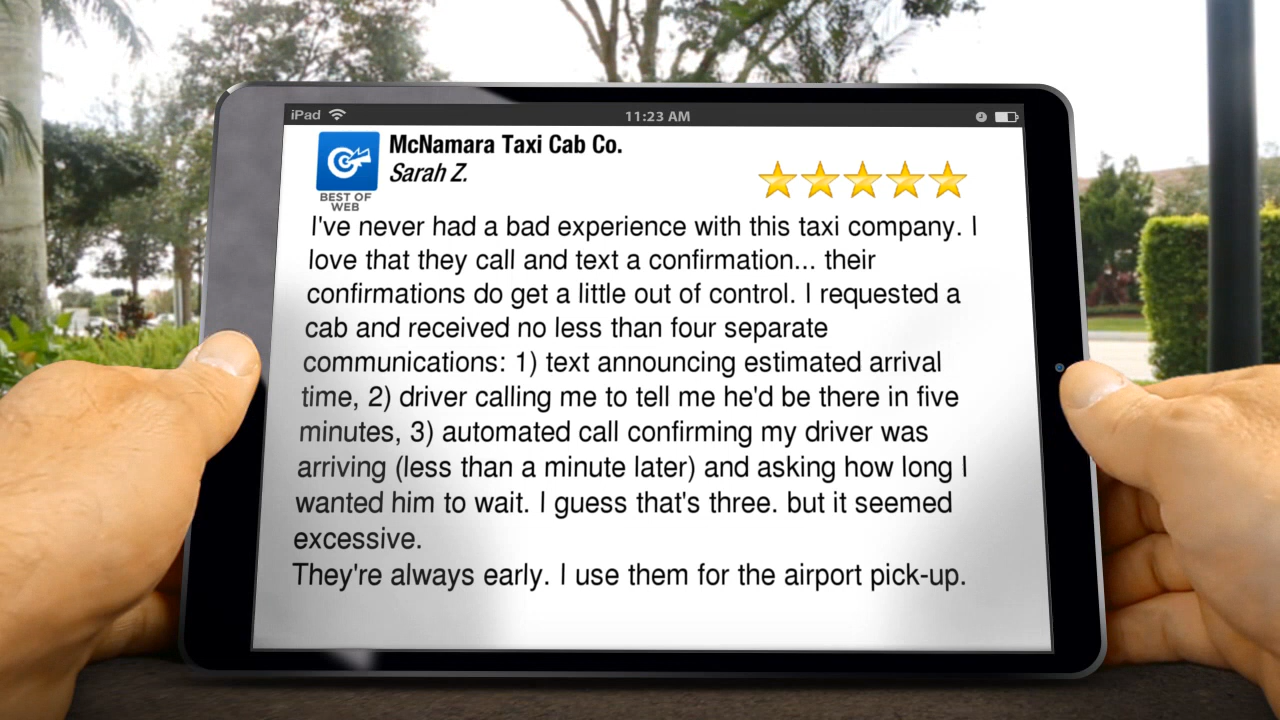 iPad
11:23 AM
McNamara Taxi Cab Co.
Sarah Z.
BEST OF
WEB
I've never had a bad experience with this taxi company. I
love that they call and text a confirmation... their
confirmations do get a little out of control. I requested a
cab and received no less than four separate
communications: 1) text announcing estimated arrival
time, 2) driver calling me to tell me he'd be there in five
minutes, 3) automated call confirming my driver was
arriving (less than a minute later) and asking how long I
wanted him to wait. I guess that's three. but it seemed
excessive.
They're always early. I use them for the airport pick-up.